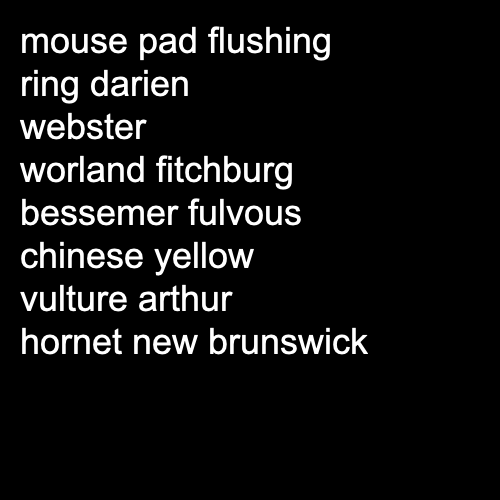 mouse pad flushing
ring darien
webster
worland fitchburg
bessemer fulvous
chinese yellow
vulture arthur
hornet new brunswick